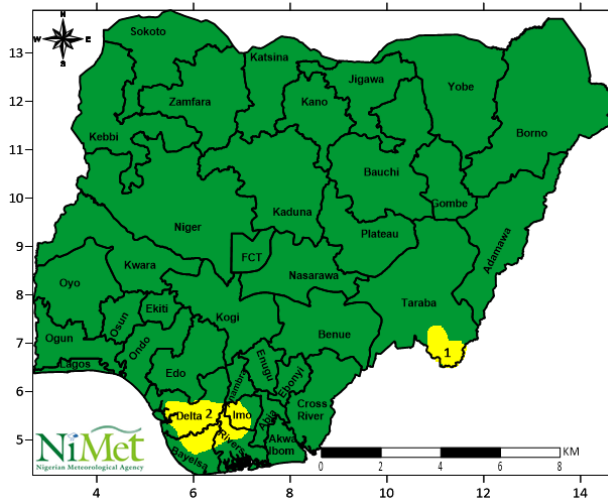 N
W E
S
13
12
11
10
9
8
7
6
5
4 6 8 10 12 14
Sokoto
Katsina
Jigawa
Yobe
Zamfara
Kano
Borno
Kebbi
Bauchi
Gombe
Kaduna
Niger
Plateau
Adamawa
FCT
Kwara
Nasarawa
Oyo
Taraba
Ekiti
Osun
Kogi
Benue
Ogun
Ondo
Enugu
1
Lagos
Edo
Ebonyi
Anambra
Cross
River
Delta 2
Imo
Abia
Rivers
Akwa
Ibom
Bayelsa
KM
0 2 4 6 8
NiMet
Nigerian Meteorological Agency